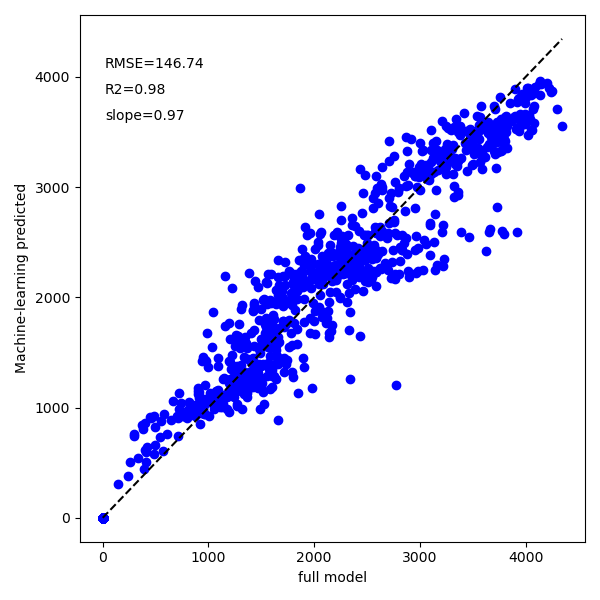 RMSE=146.74
R2=0.98
slope=0.97
4000
3000
2000
1000
0
Machine-learning predicted
0 1000 2000 3000 4000
full model